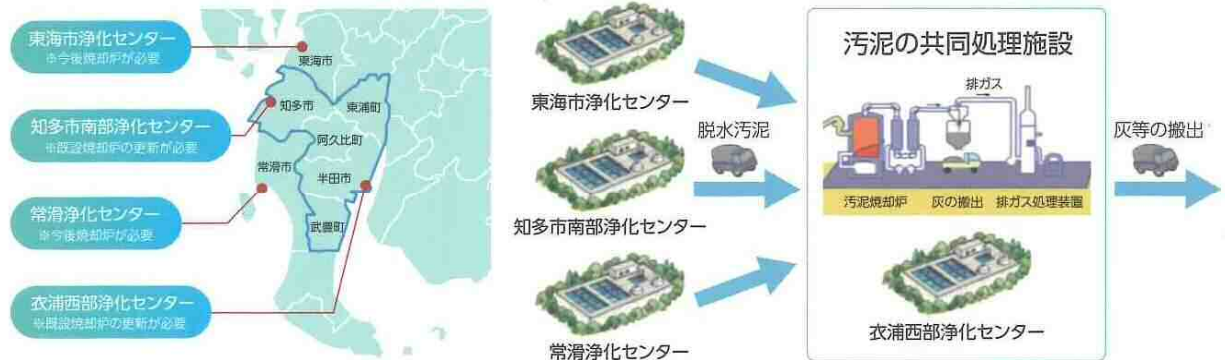 東海市浄化センター
※今後焼却炉が必要
知多市南部浄化センター
※既設焼却炉の更新が必要
常滑浄化センター
※今後焼却炉が必要
衣浦西部浄化センター
※既設焼却炉の更新が必要
東海市
知多市
東浦町
阿久比町
常滑市
半田市
武豊町
東海市浄化センター
知多市南部浄化センター
常滑浄化センター
脱水汚泥
汚泥の共同処理施設
排ガス
汚泥焼却炉
灰の搬出
排ガス処理装置
衣浦西部浄化センター
灰等の搬出